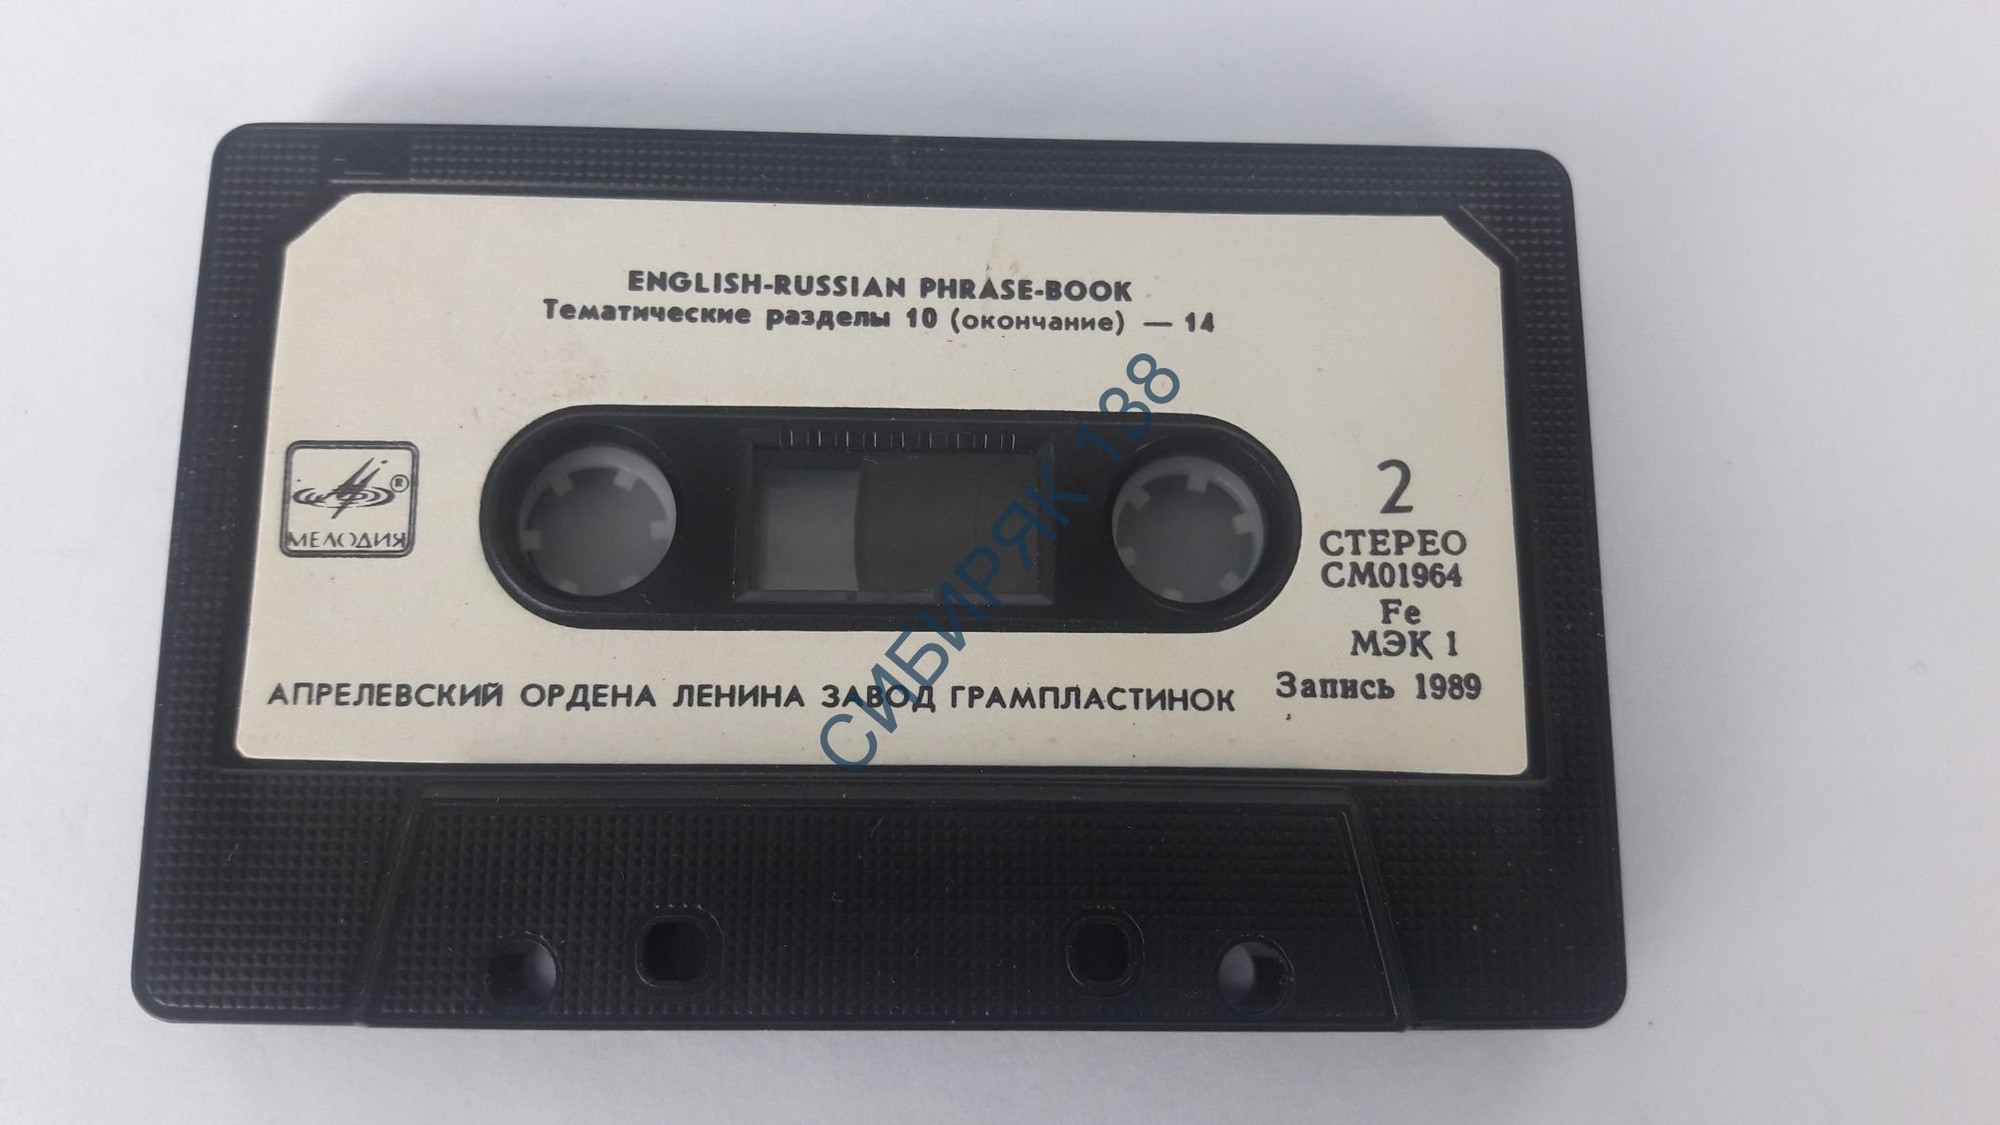 ENGLISH-RUSSIAN PHRASE-BOOK
Тематические разделы 10 (окончание) — 14
МЕЛОДИЯ
®
2
СТЕРЕО
СМ01964
Fe
МЭК 1
Запись 1989
АПРЕЛЕВСКИЙ ОРДЕНА ЛЕНИНА ЗАВОД ГРАМПЛАСТИНОК
СИБИРЯК 138